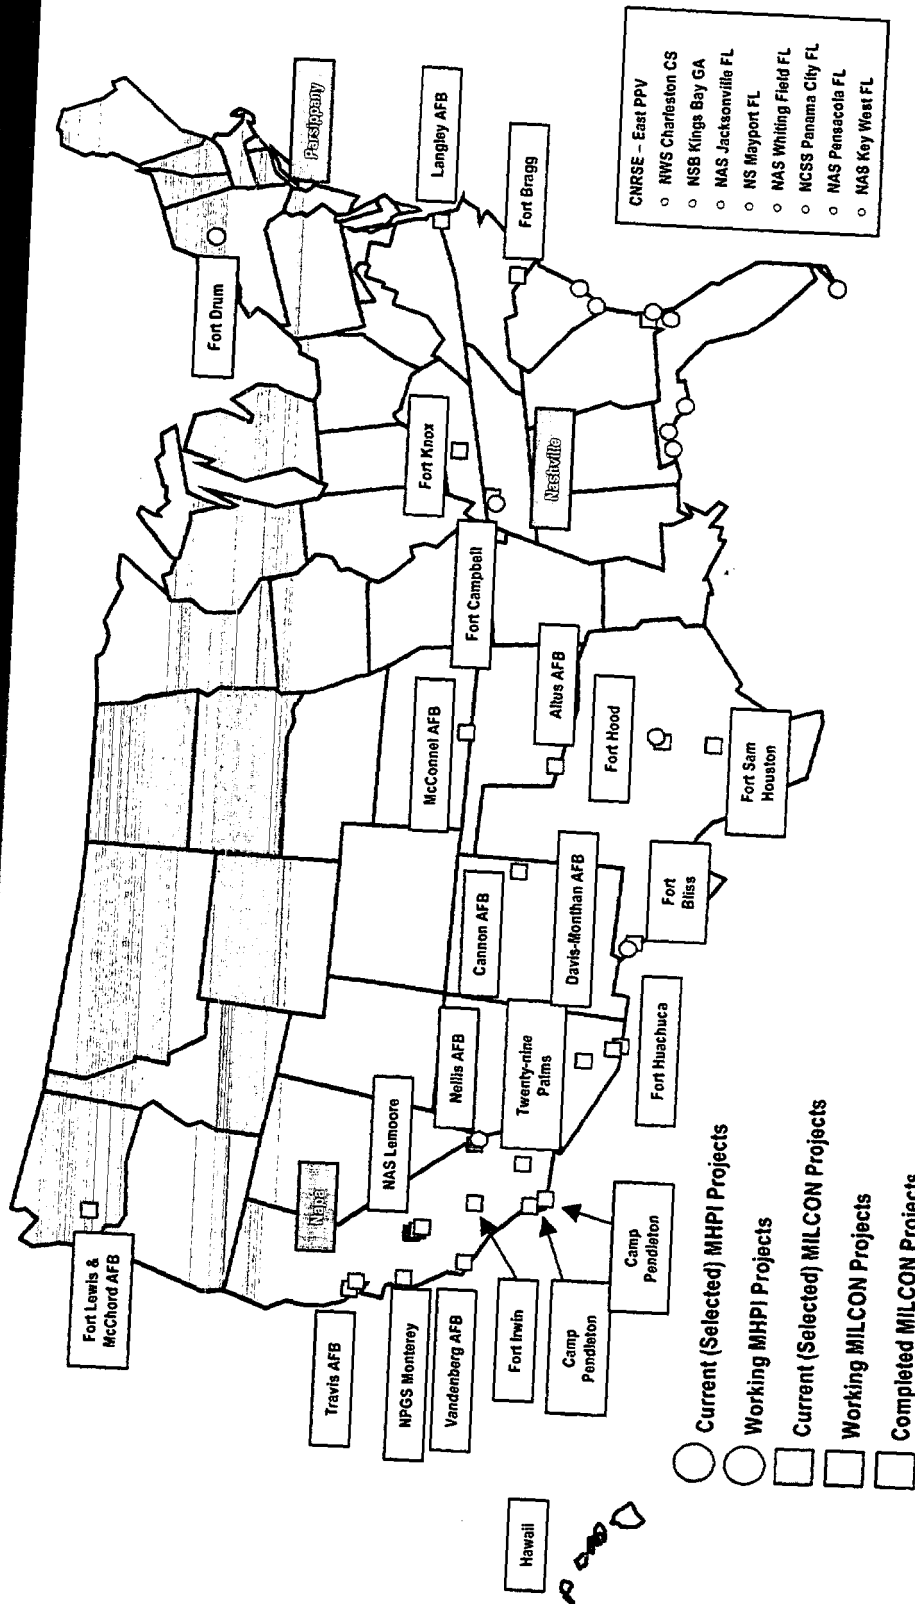 Fort Lewis &
McChord AFB
Travis AFB
NPGS Monterey
Vandenberg AFB
Napa
NAS Lemoore
Fort Irwin
Camp
Pendleton
Camp
Pendleton
Nellis AFB
Twenty-nine
Palms
Fort Huachuca
Cannon AFB
Davis-Monthan AFB
Fort
Bliss
McConnel AFB
Altus AFB
Fort Hood
Fort Sam
Houston
Fort Campbell
Fort Knox
Nashville
Fort Drum
Parsippany
Langley AFB
Fort Bragg
Hawaii
CNRSE – East PPV
○ NWS Charleston CS
○ NSB Kings Bay GA
○ NAS Jacksonville FL
○ NS Mayport FL
○ NAS Whiting Field FL
○ NCSS Panama City FL
○ NAS Pensacola FL
○ NAS Key West FL
Current (Selected) MHPI Projects
Working MHPI Projects
Current (Selected) MILCON Projects
Working MILCON Projects
Completed MILCON Projects